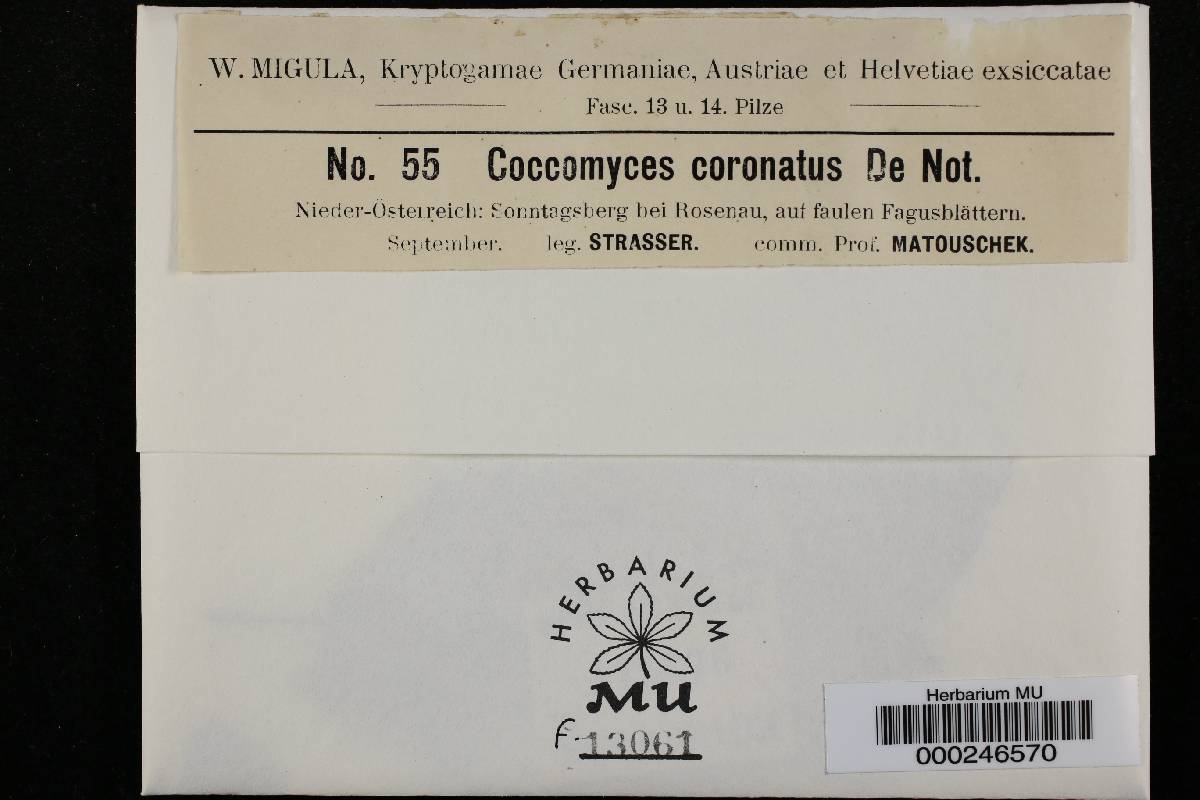 W. MIGULA, Kryptogamae Germaniae, Austriae et Helvetiae exsiccatae
Fasc. 13 u. 14. Pilze
No. 55 Coccomyces coronatus De Not.
Nieder-Österreich: Sonntagsberg bei Rosenau, auf faulen Fagusblättern.
September. leg. STRASSER. comm. Prof. MATOUSCHEK.
HERBARIUM
MU
F-13061
Herbarium MU
000246570